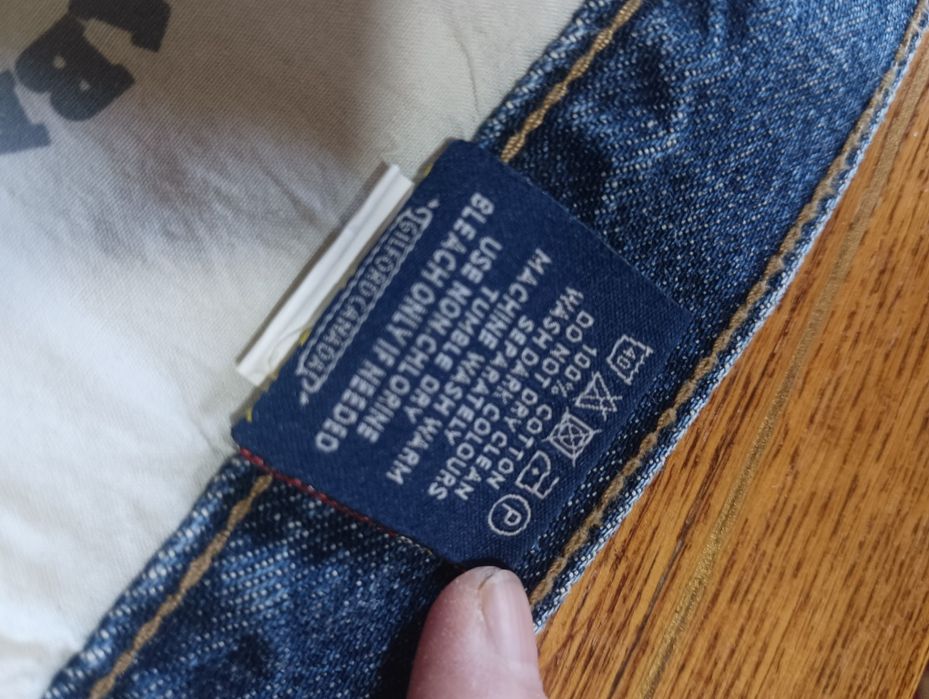 40
P
100% COTTON
DO NOT DRY CLEAN
WASH DARK COLOURS
SEPARATELY
MACHINE WASH WARM
TUMBLE DRY
USE NON CHLORINE
BLEACH ONLY IF NEEDED